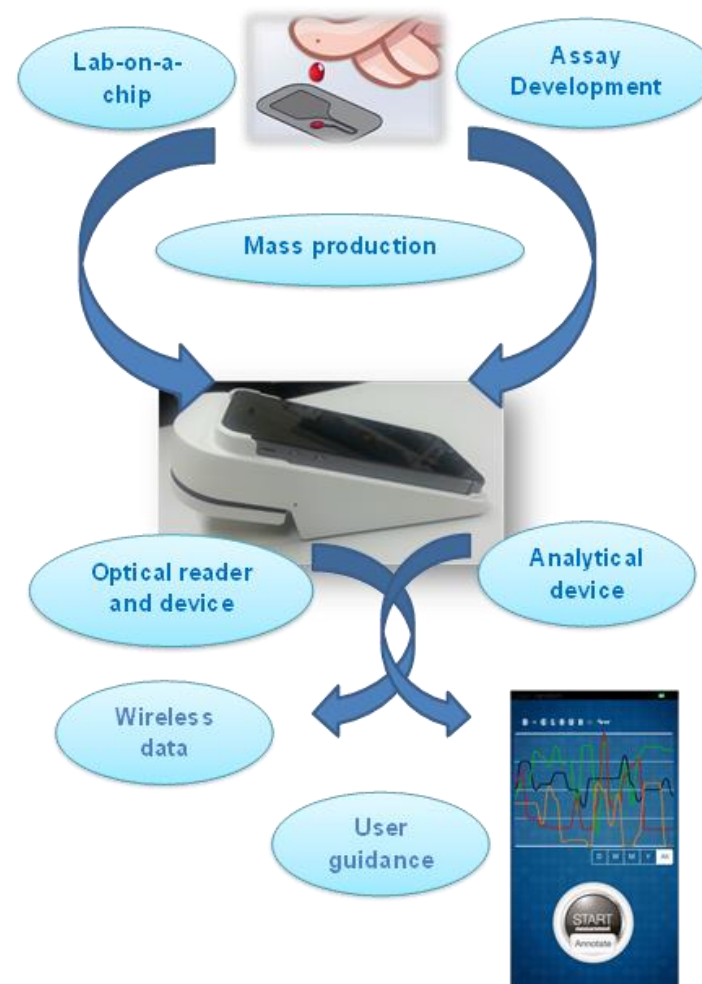 Lab-on-a-
chip
Assay
Development
Mass production
Optical reader
and device
Analytical
device
Wireless
data
User
guidance
D W M Y All
START
Annotate